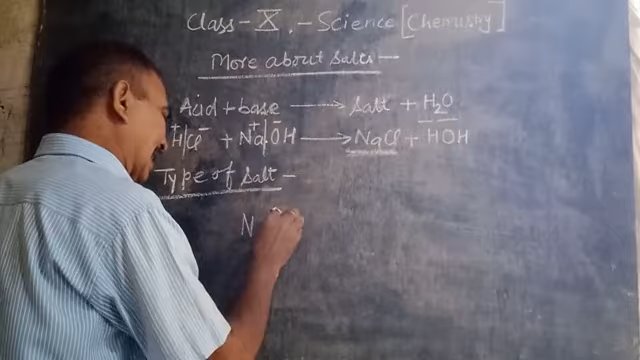 Class - X, - Science [Chemistry]
More about Salts -
Acid + base → Salt + H₂O
H⁺/Cl⁻ + Na⁺/OH⁻ → NaCl + HOH
Type of Salt -
N